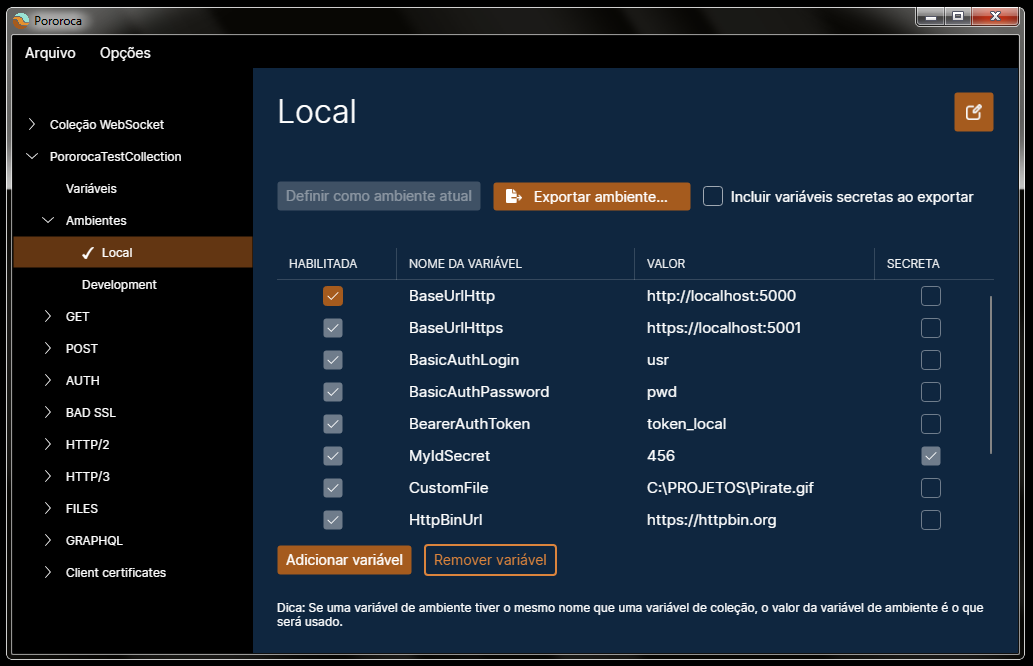 Pororoca
Arquivo Opções
Coleção WebSocket
PororocaTestCollection
Variáveis
Ambientes
Local
Development
GET
POST
AUTH
BAD SSL
HTTP/2
HTTP/3
FILES
GRAPHQL
Client certificates
Local
Definir como ambiente atual Exportar ambiente... Incluir variáveis secretas ao exportar
HABILITADA NOME DA VARIÁVEL VALOR SECRETA
BaseUrlHttp http://localhost:5000
BaseUrlHttps https://localhost:5001
BasicAuthLogin usr
BasicAuthPassword pwd
BearerAuthToken token_local
MyIdSecret 456
CustomFile C:\PROJETOS\Pirate.gif
HttpBinUrl https://httpbin.org
Adicionar variável Remover variável
Dica: Se uma variável de ambiente tiver o mesmo nome que uma variável de coleção, o valor da variável de ambiente é o que
será usado.